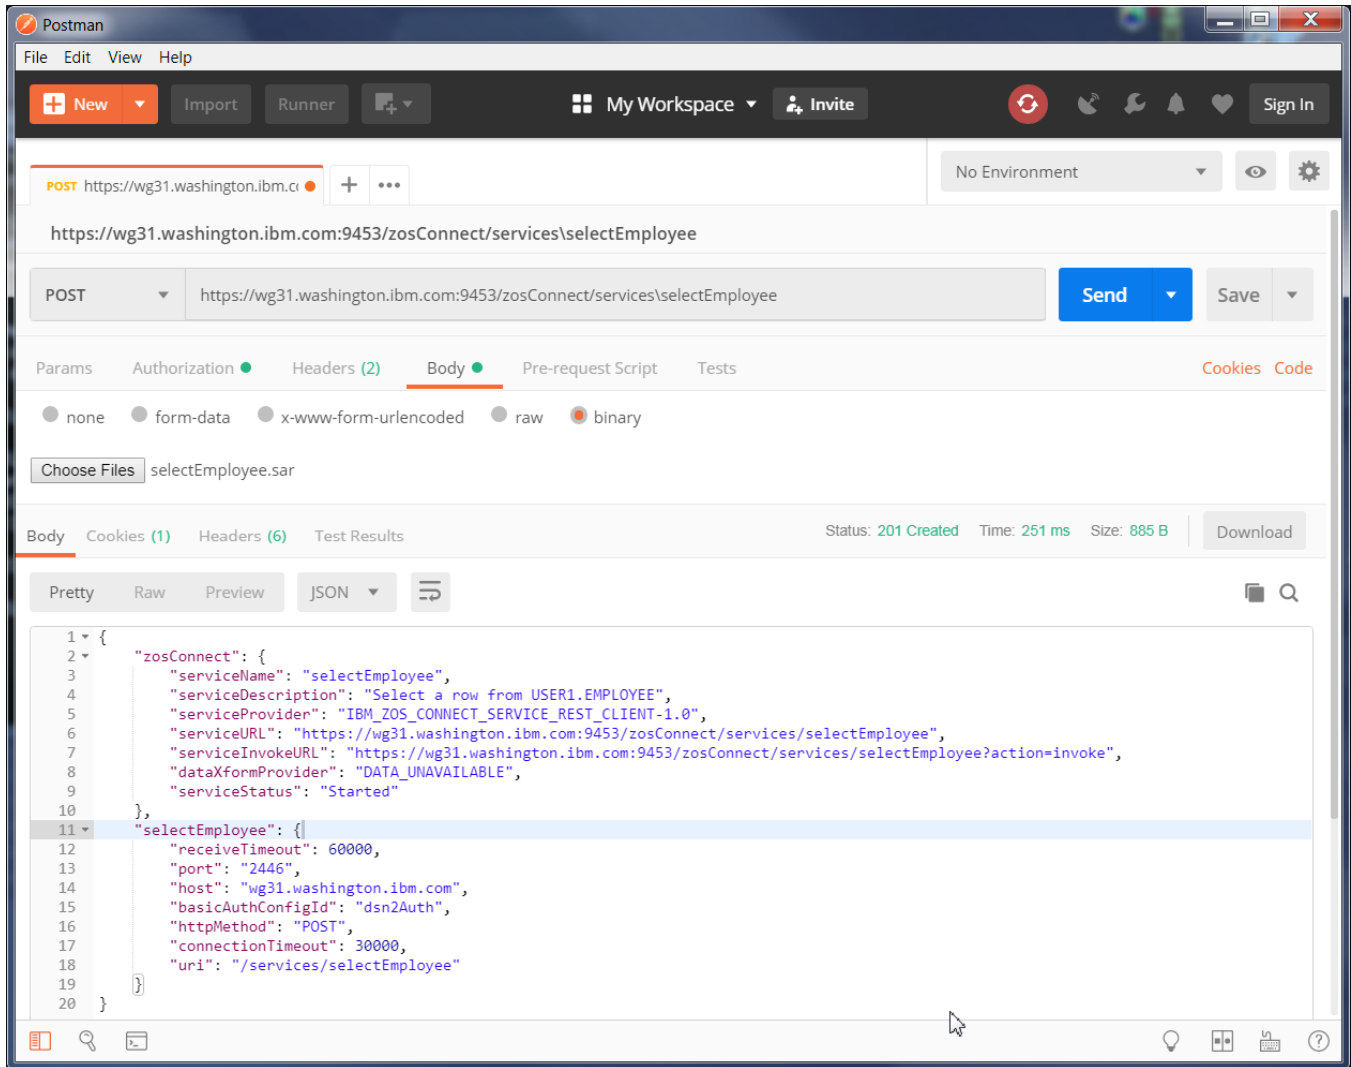 Postman
File Edit View Help
New Import Runner My Workspace Invite Sign In
POST https://wg31.washington.ibm.co No Environment
https://wg31.washington.ibm.com:9453/zosConnect/services\selectEmployee
POST https://wg31.washington.ibm.com:9453/zosConnect/services\selectEmployee Send Save
Params Authorization Headers (2) Body Pre-request Script Tests Cookies Code
none form-data x-www-form-urlencoded raw binary
Choose Files selectEmployee.sar
Body Cookies (1) Headers (6) Test Results Status: 201 Created Time: 251 ms Size: 885 B Download
Pretty Raw Preview JSON
1 {
2 "zosConnect": {
3 "serviceName": "selectEmployee",
4 "serviceDescription": "Select a row from USER1.EMPLOYEE",
5 "serviceProvider": "IBM_ZOS_CONNECT_SERVICE_REST_CLIENT-1.0",
6 "serviceURL": "https://wg31.washington.ibm.com:9453/zosConnect/services/selectEmployee",
7 "serviceInvokeURL": "https://wg31.washington.ibm.com:9453/zosConnect/services/selectEmployee?action=invoke",
8 "dataXformProvider": "DATA_UNAVAILABLE",
9 "serviceStatus": "Started"
10 },
11 "selectEmployee": {
12 "receiveTimeout": 60000,
13 "port": "2446",
14 "host": "wg31.washington.ibm.com",
15 "basicAuthConfigId": "dsn2Auth",
16 "httpMethod": "POST",
17 "connectionTimeout": 30000,
18 "uri": "/services/selectEmployee"
19 }
20 }